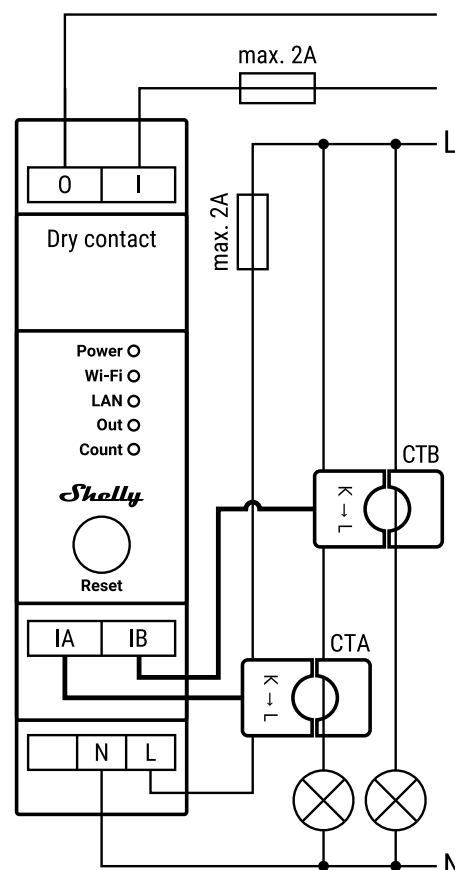 max. 2A
L
O I
max. 2A
Dry contact
Power
Wi-Fi
LAN
Out
Count
CTB
K → L
Shelly
Reset
IA IB
CTA
K → L
N L
N